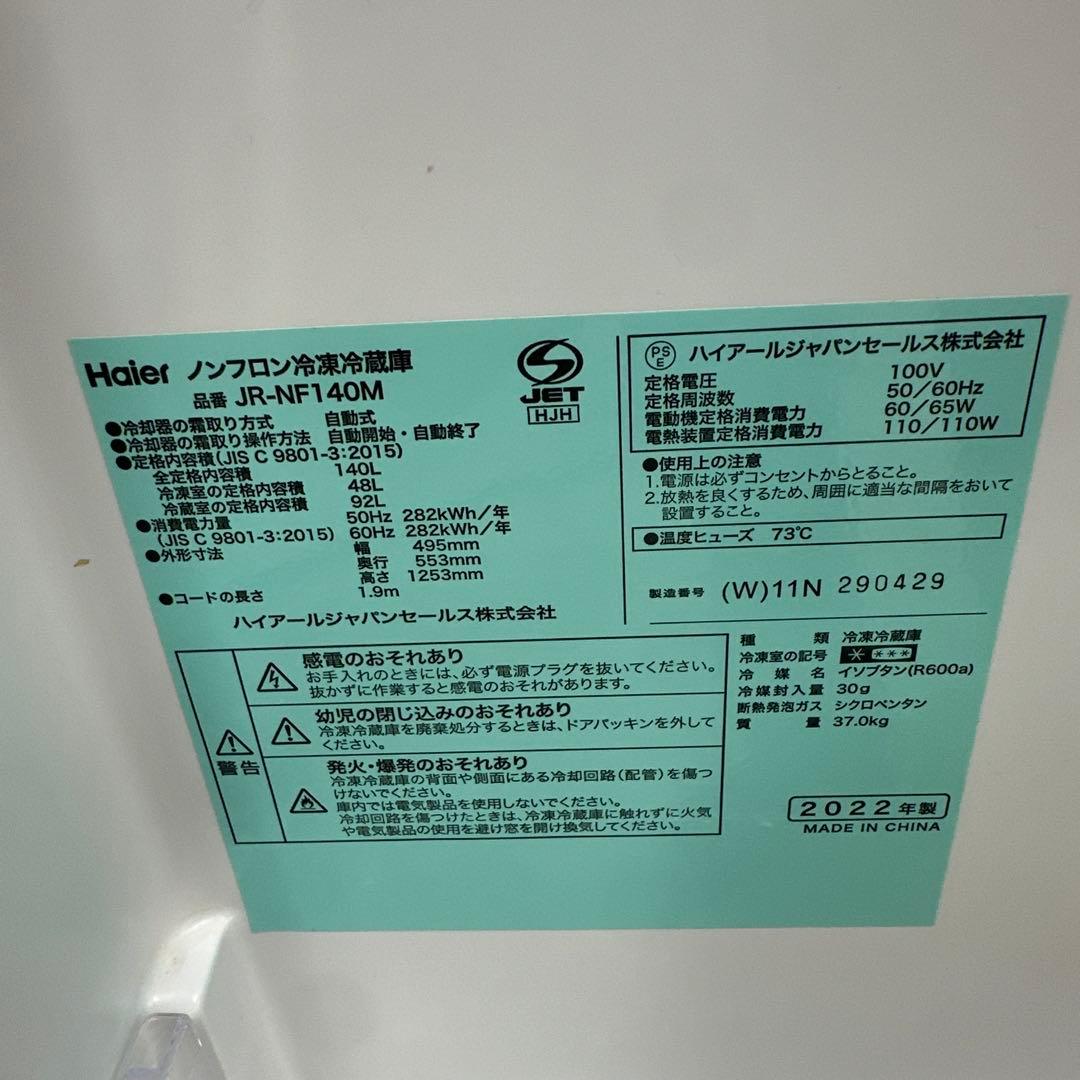 Haier ノンフロン冷凍冷蔵庫
品番 JR-NF140M
JET
HJH
●冷却器の霜取り方式 自動式
●冷却器の霜取り操作方法 自動開始・自動終了
●定格内容積(JIS C 9801-3:2015)
全定格内容積 140L
冷凍室の定格内容積 48L
冷蔵室の定格内容積 92L
●消費電力量 50Hz 282kWh/年
(JIS C 9801-3:2015) 60Hz 282kWh/年
●外形寸法 幅 495mm
奥行 553mm
高さ 1253mm
●コードの長さ 1.9m
ハイアールジャパンセールス株式会社
PSE ハイアールジャパンセールス株式会社
定格電圧 100V
定格周波数 50/60Hz
電動機定格消費電力 60/65W
電熱装置定格消費電力 110/110W
●使用上の注意
1.電源は必ずコンセントからとること。
2.放熱を良くするため、周囲に適当な間隔をおいて
設置すること。
●温度ヒューズ 73℃
製造番号 (W)11N 290429
警告
感電のおそれあり
お手入れのときには、必ず電源プラグを抜いてください。
抜かずに作業すると感電のおそれがあります。
幼児の閉じ込みのおそれあり
冷凍冷蔵庫を廃棄処分するときは、ドアパッキンを外して
ください。
発火・爆発のおそれあり
冷凍冷蔵庫の背面や側面にある冷却回路(配管)を傷つ
けないでください。
庫内では電気製品を使用しないでください。
冷却回路を傷つけたときは、冷凍冷蔵庫に触れずに火気
や電気製品の使用を避け窓を開け換気してください。
種類 冷凍冷蔵庫
冷凍室の記号 * ***
冷媒名 イソブタン(R600a)
冷媒封入量 30g
断熱発泡ガス シクロペンタン
質量 37.0kg
2022年製
MADE IN CHINA